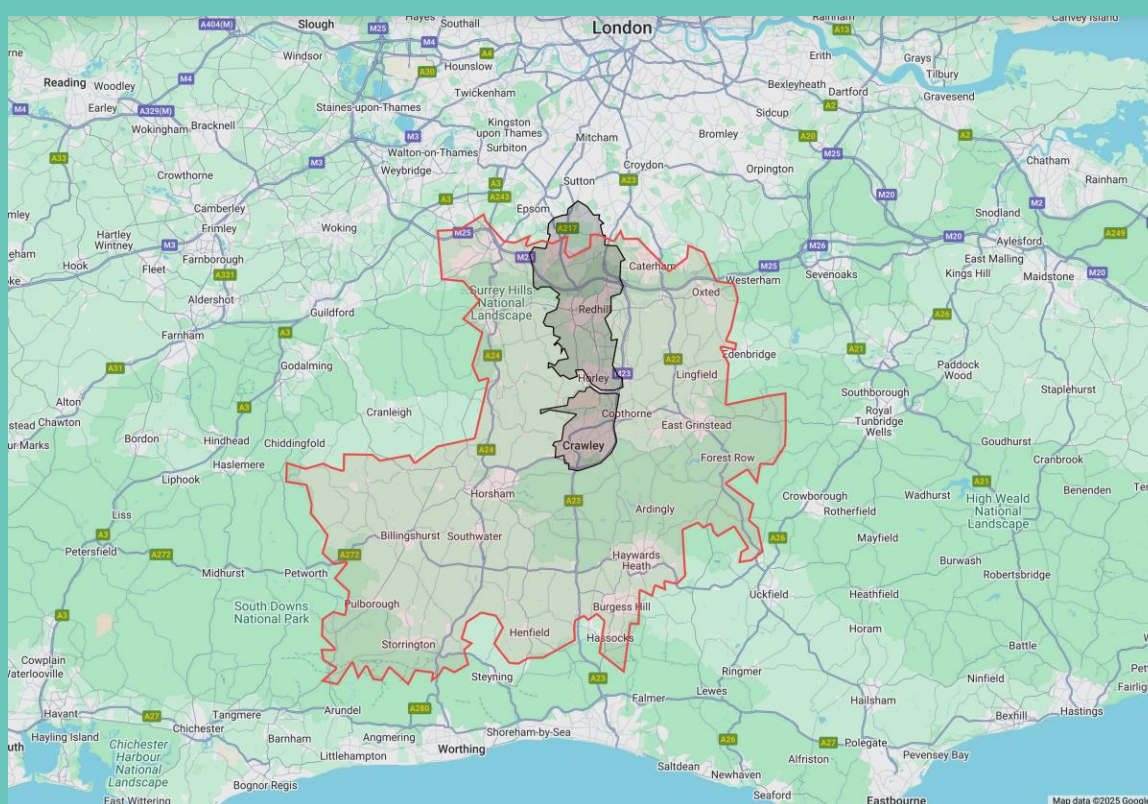 A404(M)
Slough
Hayes
Southall
London
Rainham
Canvey Island
M25
M4
A4
A13
Windsor
Hounslow
A30
Erith
Grays
Tilbury
Reading
Woodley
M4
Twickenham
Bexleyheath
Dartford
Gravesend
M4
Earley
A329(M)
Staines-upon-Thames
Sidcup
A2
A2
Wokingham
Bracknell
M3
Kingston
upon Thames
Mitcham
Bromley
A20
Walton-on-Thames
Surbiton
M25
Chatham
A33
M3
Weybridge
Croydon
Orpington
Crowthorne
Sutton
A23
M20
Rainham
A3
A243
A3
M2
Camberley
Epsom
Snodland
Hartley
Wintney
Frimley
Woking
A217
M25
M20
Aylesford
A249
M3
M26
East Malling
Hook
Fleet
Farnborough
M25
Caterham
Westerham
M25
Sevenoaks
Kings Hill
Maidstone
M20
A331
Surrey Hills
National
Landscape
Oxted
Aldershot
Redhill
Guildford
A26
Farnham
A3
A24
A22
Edenbridge
A21
Paddock
Wood
A31
Godalming
Horley
Lingfield
Staplehurst
Southborough
Alton
Chawton
A3
Cranleigh
Copthorne
Royal
Tunbridge
Wells
Bordon
Hindhead
Chiddingfold
East Grinstead
Goudhurst
A24
Crawley
Forest Row
Cranbrook
Haslemere
Liphook
Horsham
A21
Benenden
Crowborough
Wadhurst
High Weald
National
Landscape
Liss
A23
Ardingly
Rotherfield
A3
Billingshurst
Southwater
A26
Mayfield
Petersfield
A272
A272
Haywards
Heath
Burwash
Midhurst
Petworth
Robertsbridge
Uckfield
Heathfield
South Downs
National Park
Pulborough
Burgess Hill
A3
Henfield
Hassocks
Horam
Storrington
Battle
Cowplain
Steyning
Ringmer
Waterlooville
A23
Ninfield
Falmer
Lewes
Hailsham
Arundel
A280
Hastings
Havant
A27
Tangmere
Bexhill
Chichester
Angmering
Shoreham-by-Sea
A26
A27
Polegate
Hayling Island
Barnham
Worthing
Pevensey Bay
Chichester
Harbour
National
Landscape
Littlehampton
Alfriston
Saltdean
Newhaven
Bognor Regis
Seaford
East Wittering
Eastbourne
Map data ©2025 Google